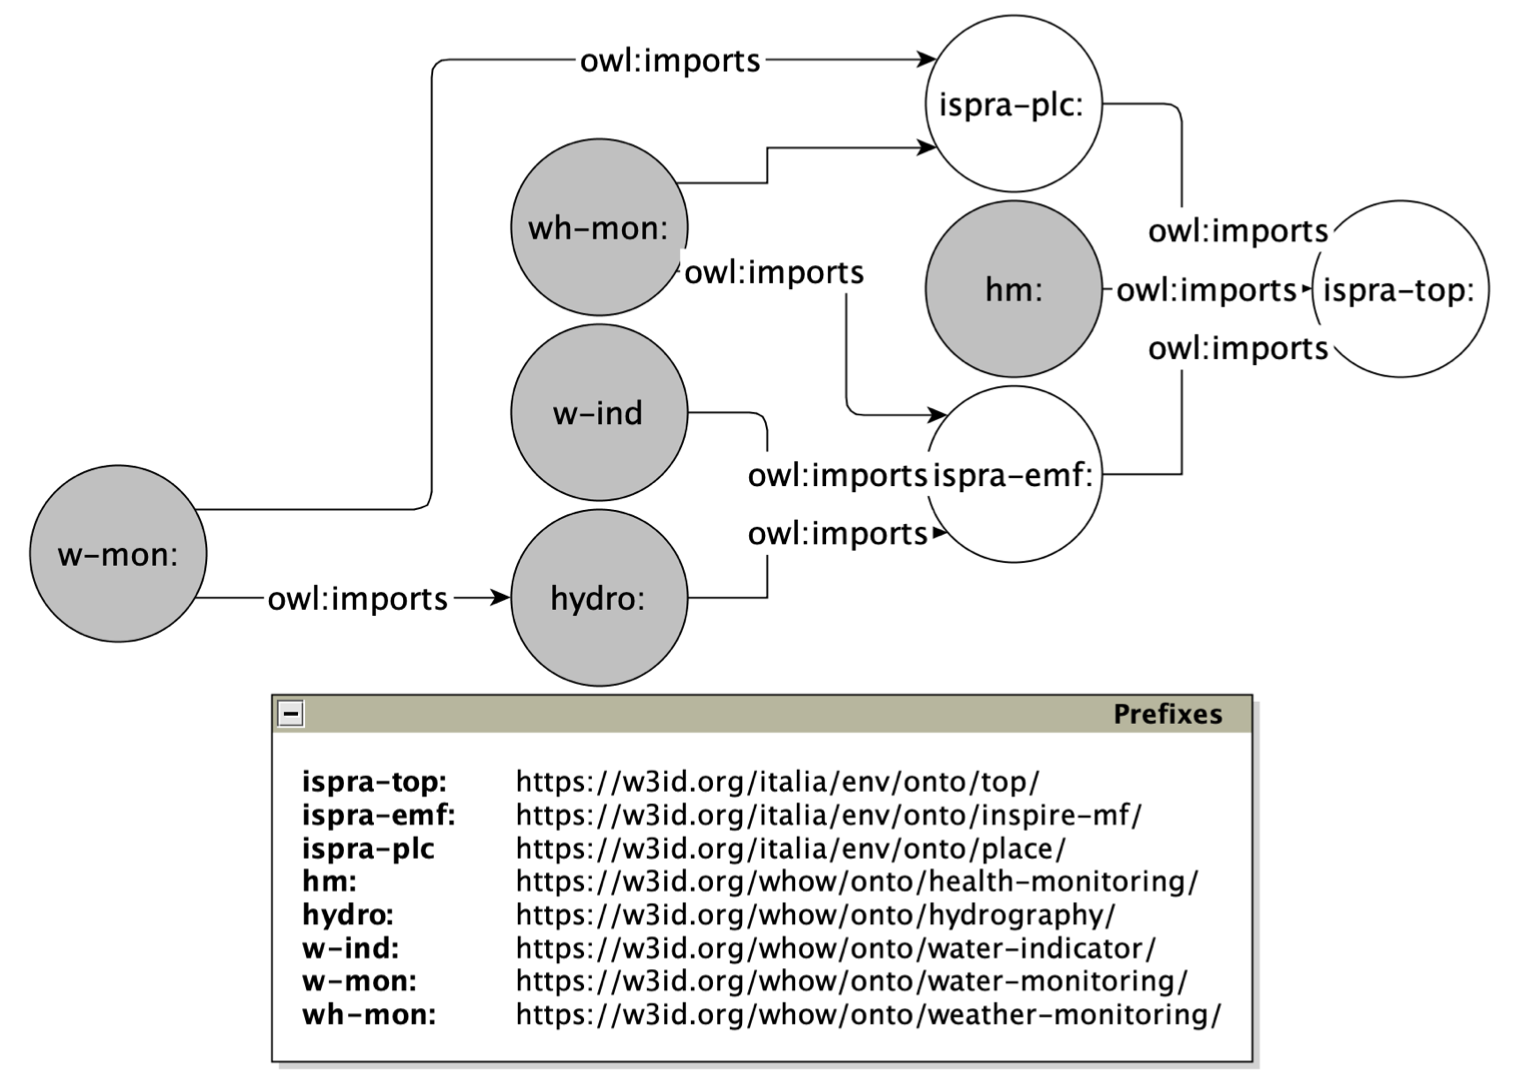 owl:imports
ispra-plc:
wh-mon:
owl:imports
owl:imports
hm:
owl:imports
ispra-top:
owl:imports
w-ind
owl:imports
ispra-emf:
owl:imports
w-mon:
owl:imports
hydro:
Prefixes
ispra-top: https://w3id.org/italia/env/onto/top/
ispra-emf: https://w3id.org/italia/env/onto/inspire-mf/
ispra-plc https://w3id.org/italia/env/onto/place/
hm: https://w3id.org/whow/onto/health-monitoring/
hydro: https://w3id.org/whow/onto/hydrography/
w-ind: https://w3id.org/whow/onto/water-indicator/
w-mon: https://w3id.org/whow/onto/water-monitoring/
wh-mon: https://w3id.org/whow/onto/weather-monitoring/